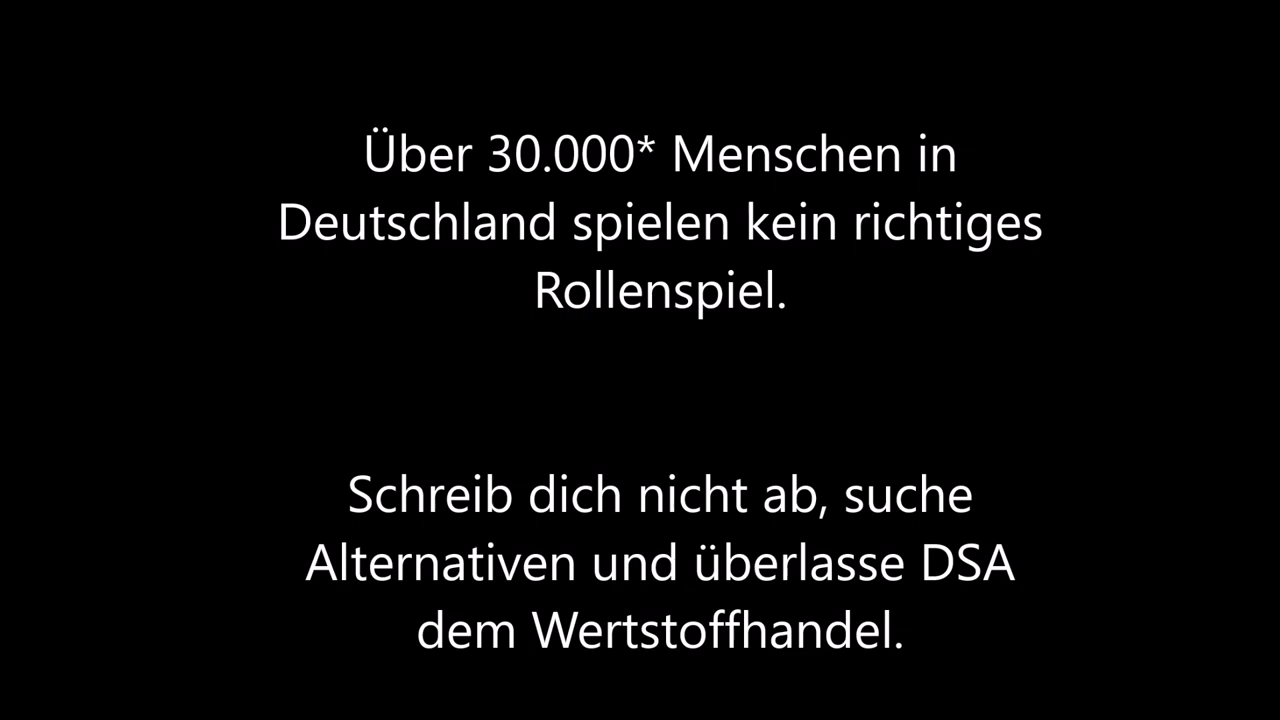 Über 30.000* Menschen in
Deutschland spielen kein richtiges
Rollenspiel.
Schreib dich nicht ab, suche
Alternativen und überlasse DSA
dem Wertstoffhandel.